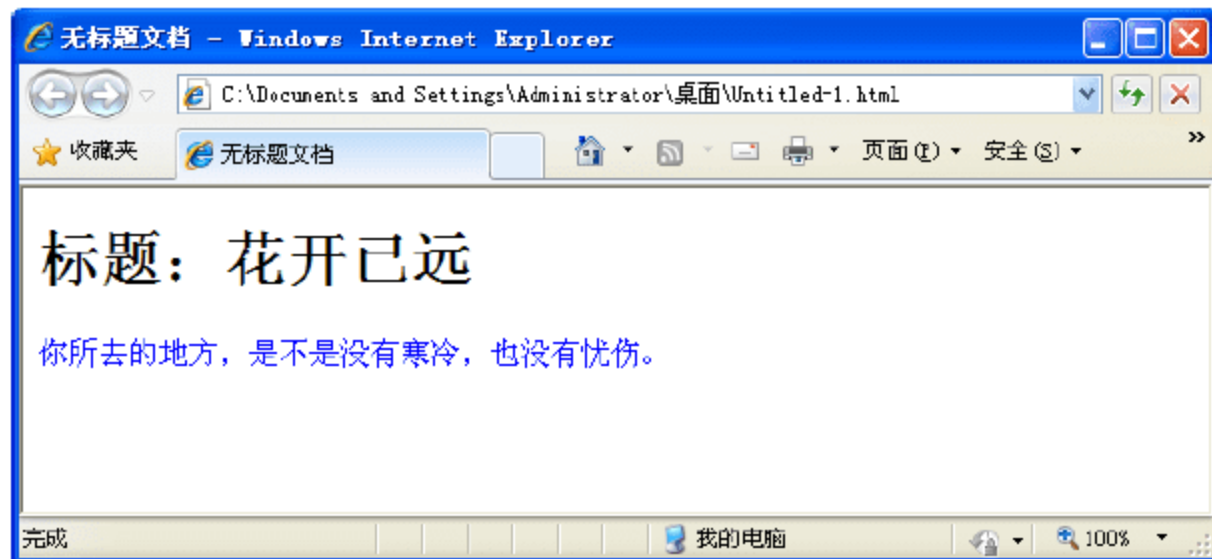 无标题文档 - Windows Internet Explorer
C:\Documents and Settings\Administrator\桌面\Untitled-1.html
收藏夹 无标题文档 页面(P) 安全(S) »
标题：花开已远
你所去的地方，是不是没有寒冷，也没有忧伤。
完成 我的电脑 100%